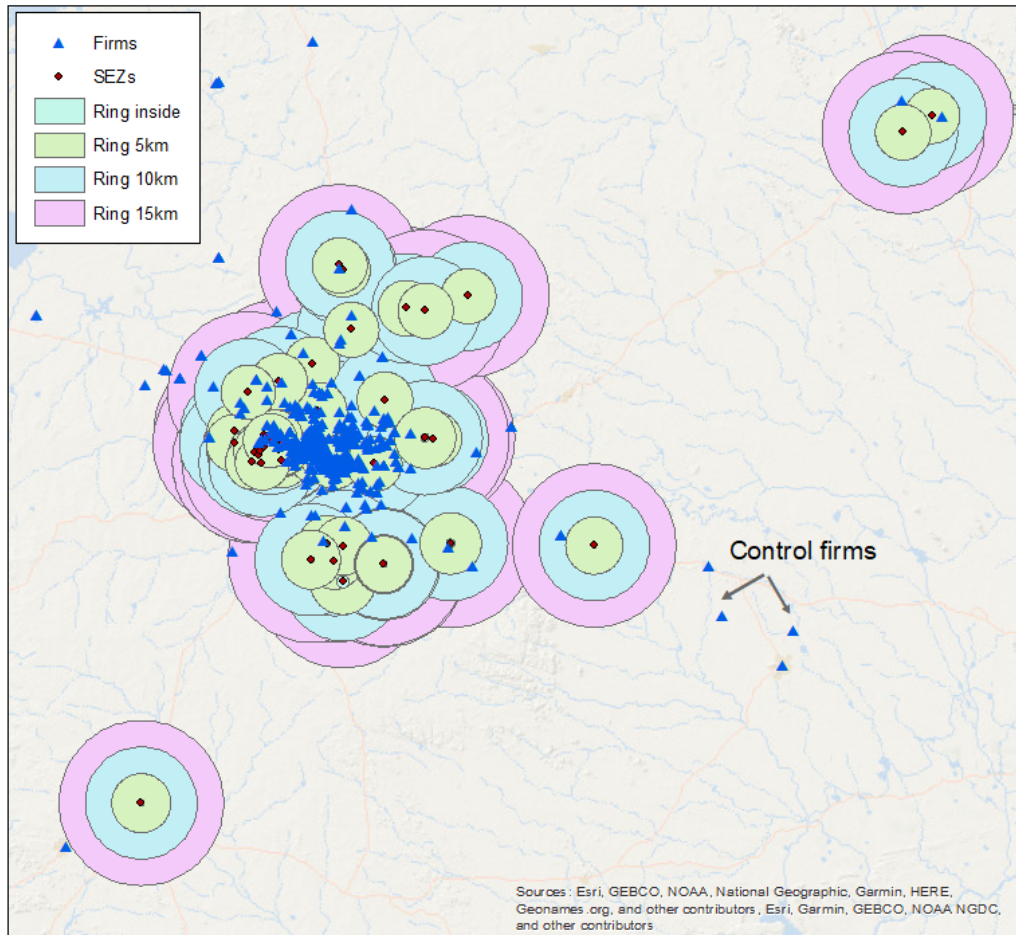 Firms
SEZs
Ring inside
Ring 5km
Ring 10km
Ring 15km
Control firms
Sources: Esri, GEBCO, NOAA, National Geographic, Garmin, HERE,
Geonames.org, and other contributors, Esri, Garmin, GEBCO, NOAA NGDC,
and other contributors